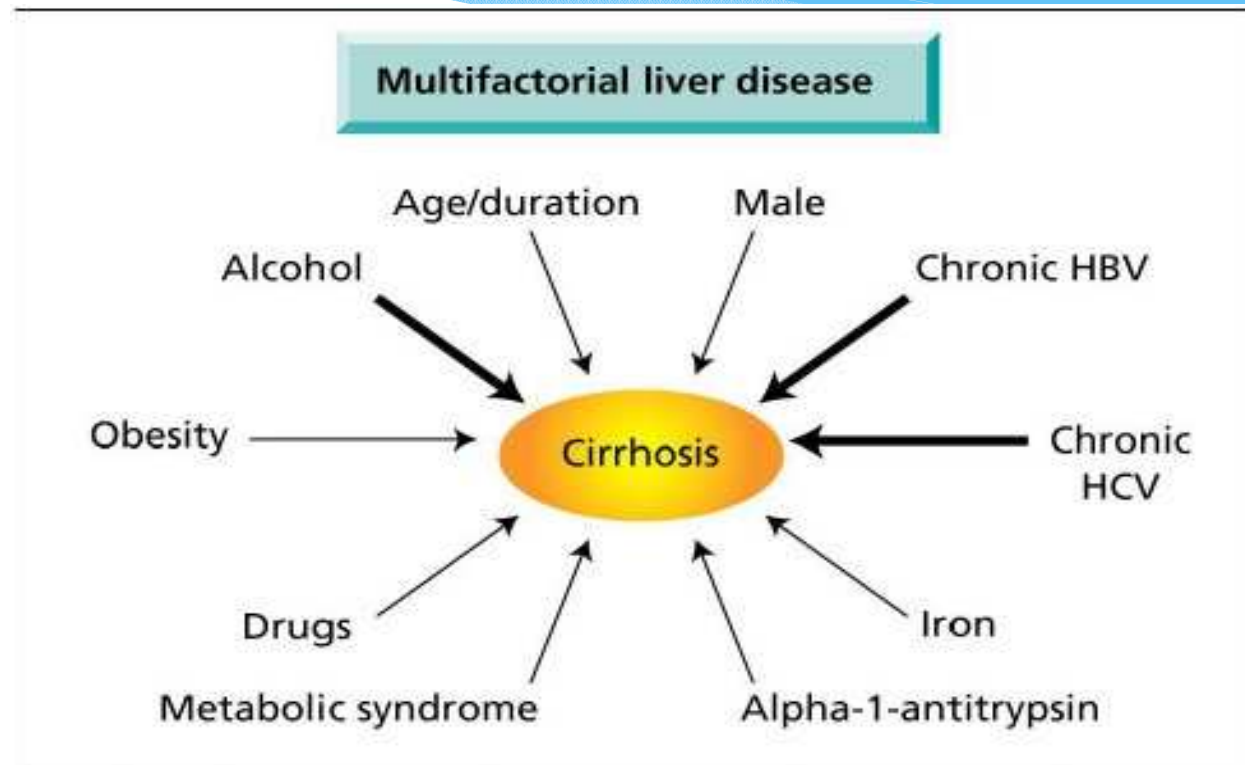 Multifactorial liver disease
Age/duration
Male
Alcohol
Chronic HBV
Obesity
Cirrhosis
Chronic
HCV
Drugs
Iron
Metabolic syndrome
Alpha-1-antitrypsin